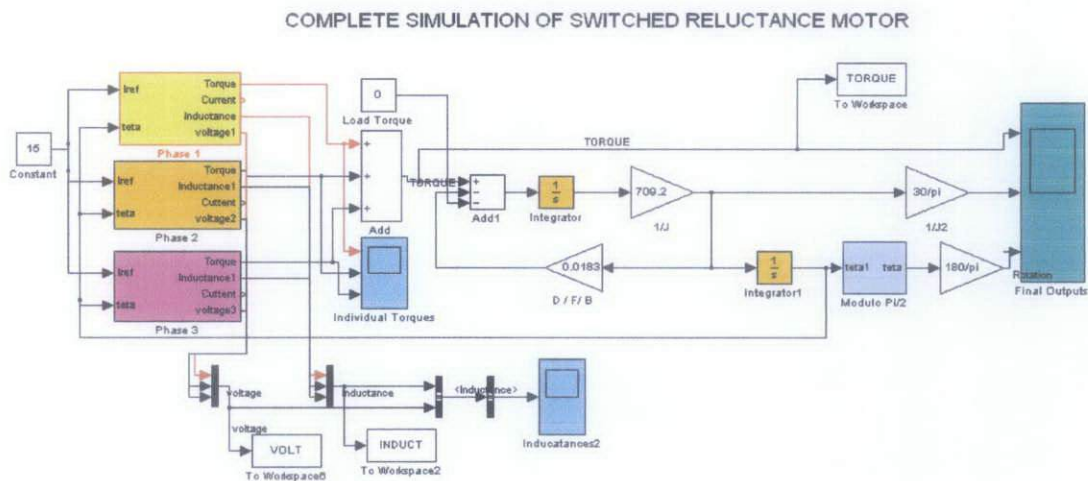 COMPLETE SIMULATION OF SWITCHED RELUCTANCE MOTOR
15
Constant
Iref
teta
Torque
Current
Inductance
voltage1
Phase 1
Iref
teta
Torque
Inductance1
Cuttent
voltage2
Phase 2
Iref
teta
Torque
Inductance1
Cuttent
voltage3
Phase 3
0
Load Torque
Add
Individual Torques
TORQUE
Add1
1
s
Integrator
709.2
1/J
0.0183
D / F/ B
1
s
Integrator1
TORQUE
TORQUE
To Workspace
30/pi
1/J2
teta1
teta
Modulo PI/2
180/pi
Rotation
Final Outputs
voltage
voltage
VOLT
Inductance
INDUCT
To Workspace2
<Inductance>
Inducatances2